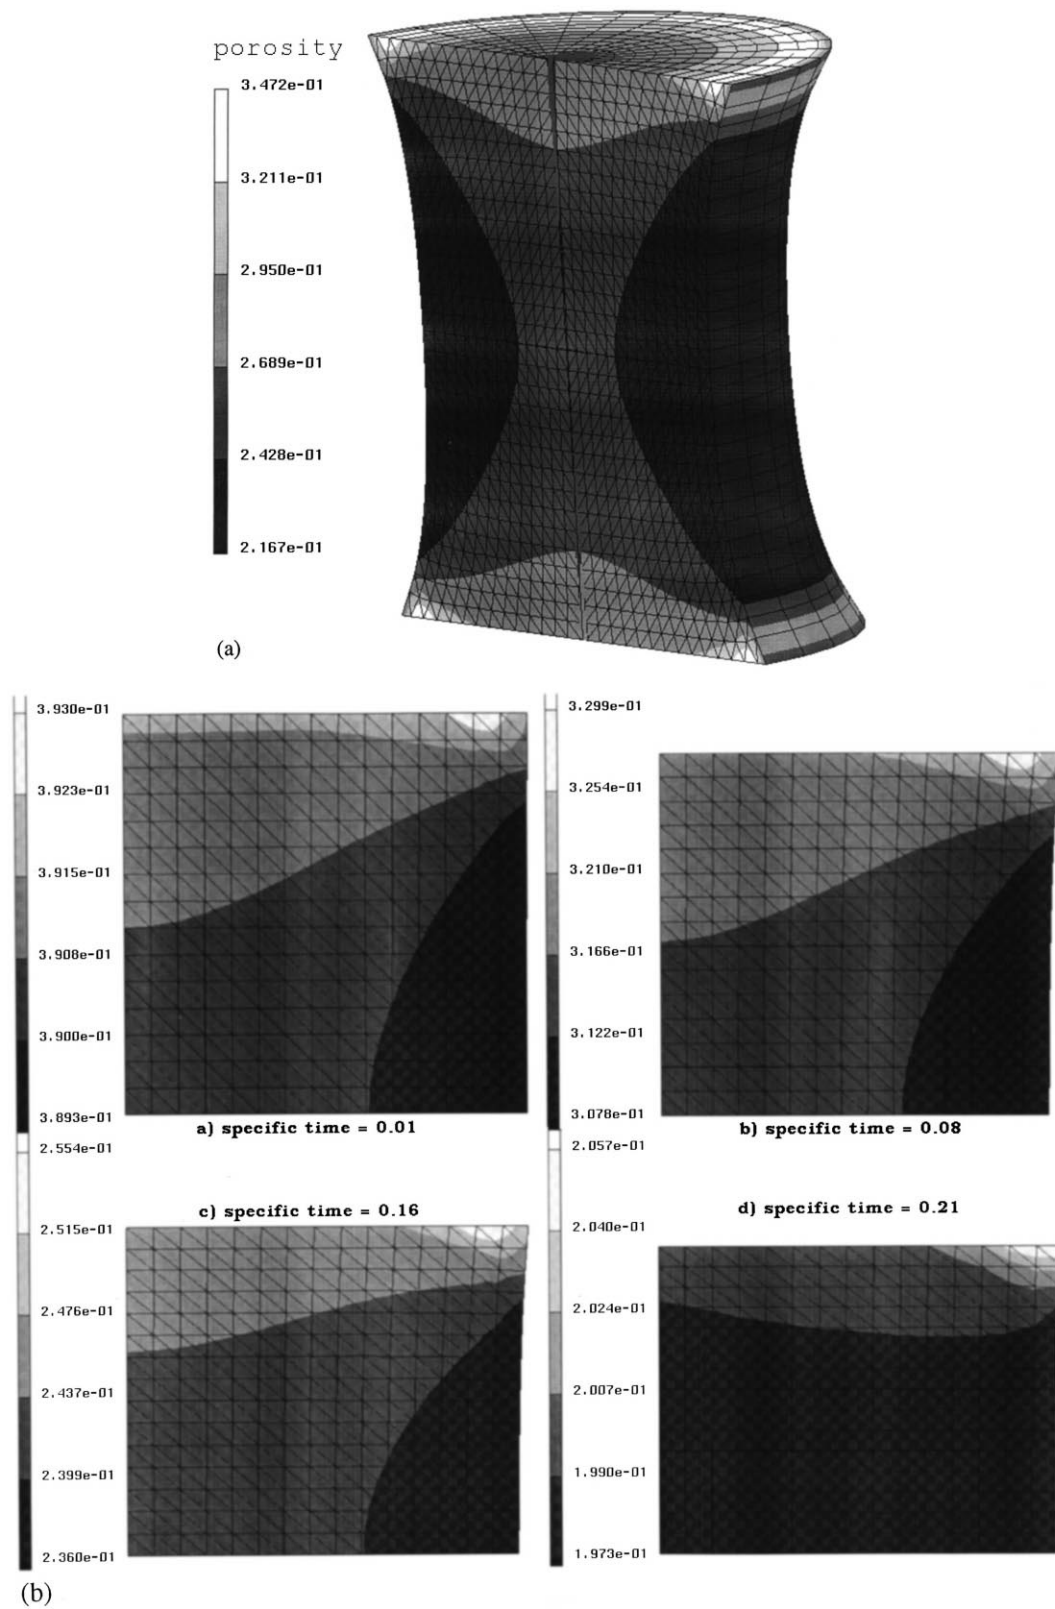 porosity
3.472e-01
3.211e-01
2.950e-01
2.689e-01
2.428e-01
2.167e-01
(a)
3.930e-01
3.923e-01
3.915e-01
3.908e-01
3.900e-01
3.893e-01
a) specific time = 0.01
3.299e-01
3.254e-01
3.210e-01
3.166e-01
3.122e-01
3.078e-01
b) specific time = 0.08
2.554e-01
2.515e-01
2.476e-01
2.437e-01
2.399e-01
2.360e-01
c) specific time = 0.16
2.057e-01
2.040e-01
2.024e-01
2.007e-01
1.990e-01
1.973e-01
d) specific time = 0.21
(b)